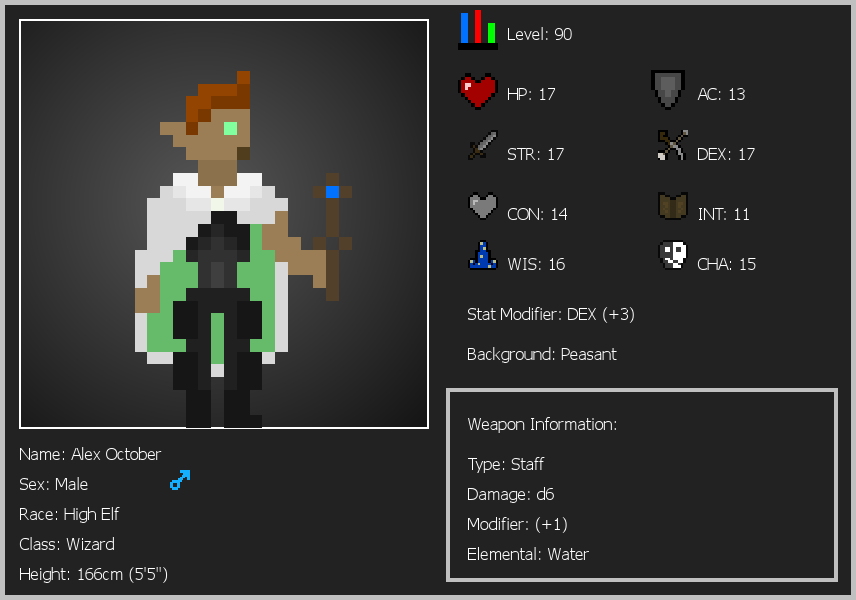 Level: 90
HP: 17
AC: 13
STR: 17
DEX: 17
CON: 14
INT: 11
WIS: 16
CHA: 15
Stat Modifier: DEX (+3)
Background: Peasant
Weapon Information:
Type: Staff
Damage: d6
Modifier: (+1)
Elemental: Water
Name: Alex October
Sex: Male
Race: High Elf
Class: Wizard
Height: 166cm (5'5")